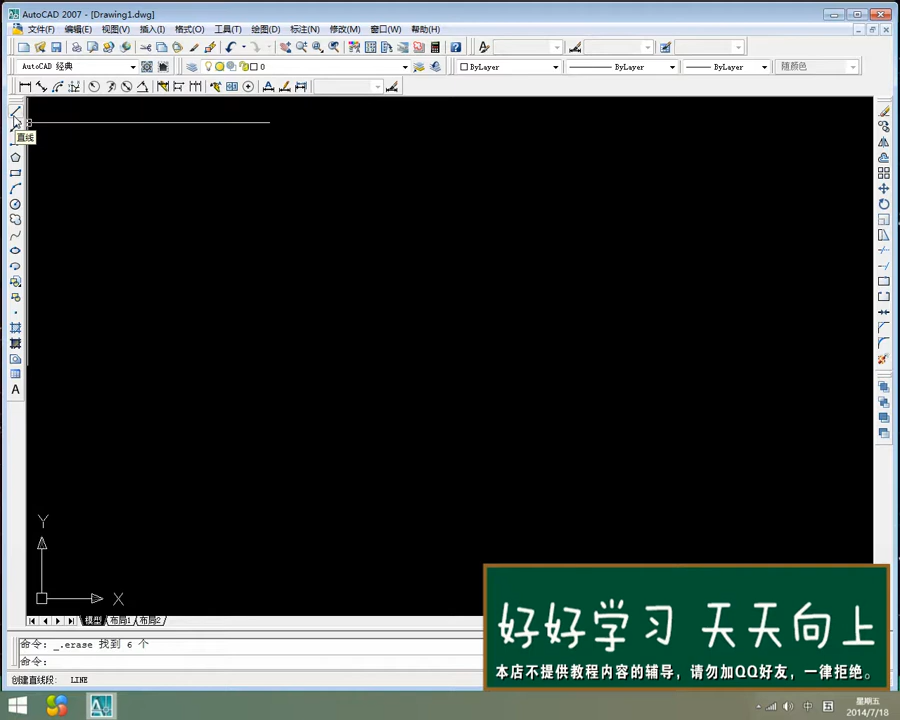 AutoCAD 2007 - [Drawing1.dwg]
文件(F) 编辑(E) 视图(V) 插入(I) 格式(O) 工具(T) 绘图(D) 标注(N) 修改(M) 窗口(W) 帮助(H)
AutoCAD 经典 0 ByLayer ByLayer ByLayer 随颜色
直线
A
Y
X
模型 布局1 布局2
命令: _.erase 找到 6 个
命令:
创建直线段: LINE
好好学习 天天向上
本店不提供教程内容的辅导，请勿加QQ好友，一律拒绝。
中 五
星期五
2014/7/18